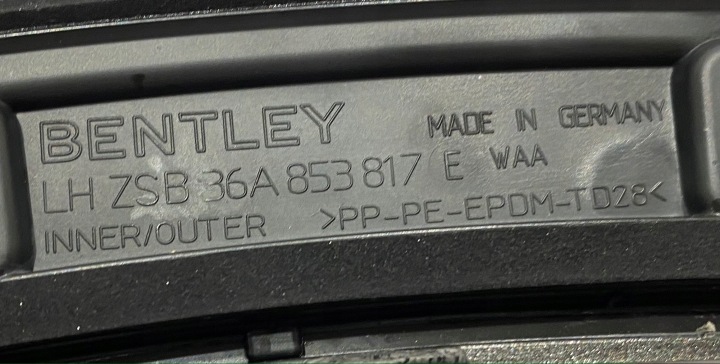 BENTLEY MADE IN GERMANY
LH ZSB 36A 853 817 E WAA
INNER/OUTER >PP-PE-EPDM-TD28<